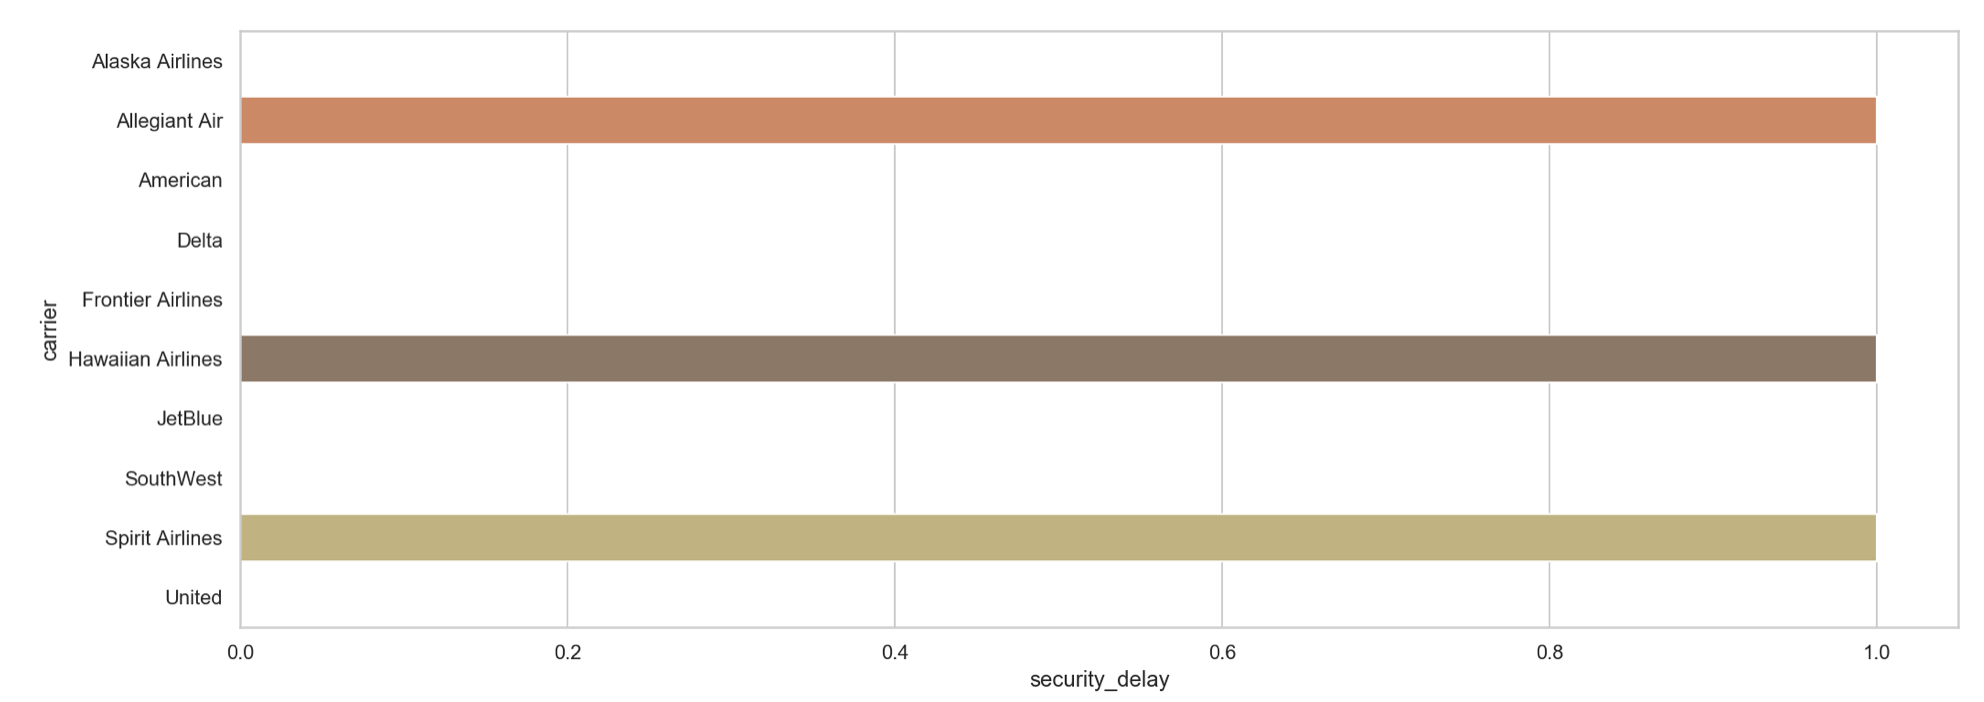 carrier
Alaska Airlines
Allegiant Air
American
Delta
Frontier Airlines
Hawaiian Airlines
JetBlue
SouthWest
Spirit Airlines
United
0.0 0.2 0.4 0.6 0.8 1.0
security_delay